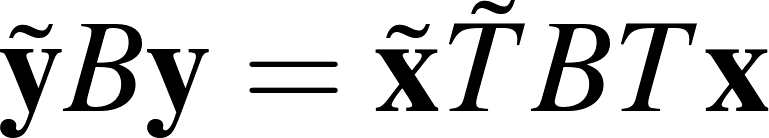 ỹBy = x̃T̃BTx